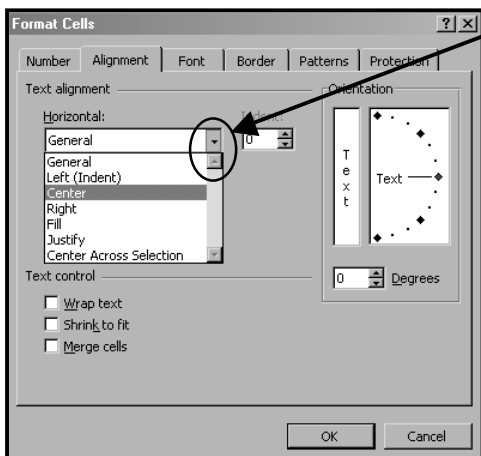 Format Cells
Number Alignment Font Border Patterns Protection
Text alignment
Orientation
Horizontal:
Indent:
General
0
General
Left (Indent)
Center
Right
Fill
Justify
Center Across Selection
Text
Text
Text control
0 Degrees
Wrap text
Shrink to fit
Merge cells
OK Cancel